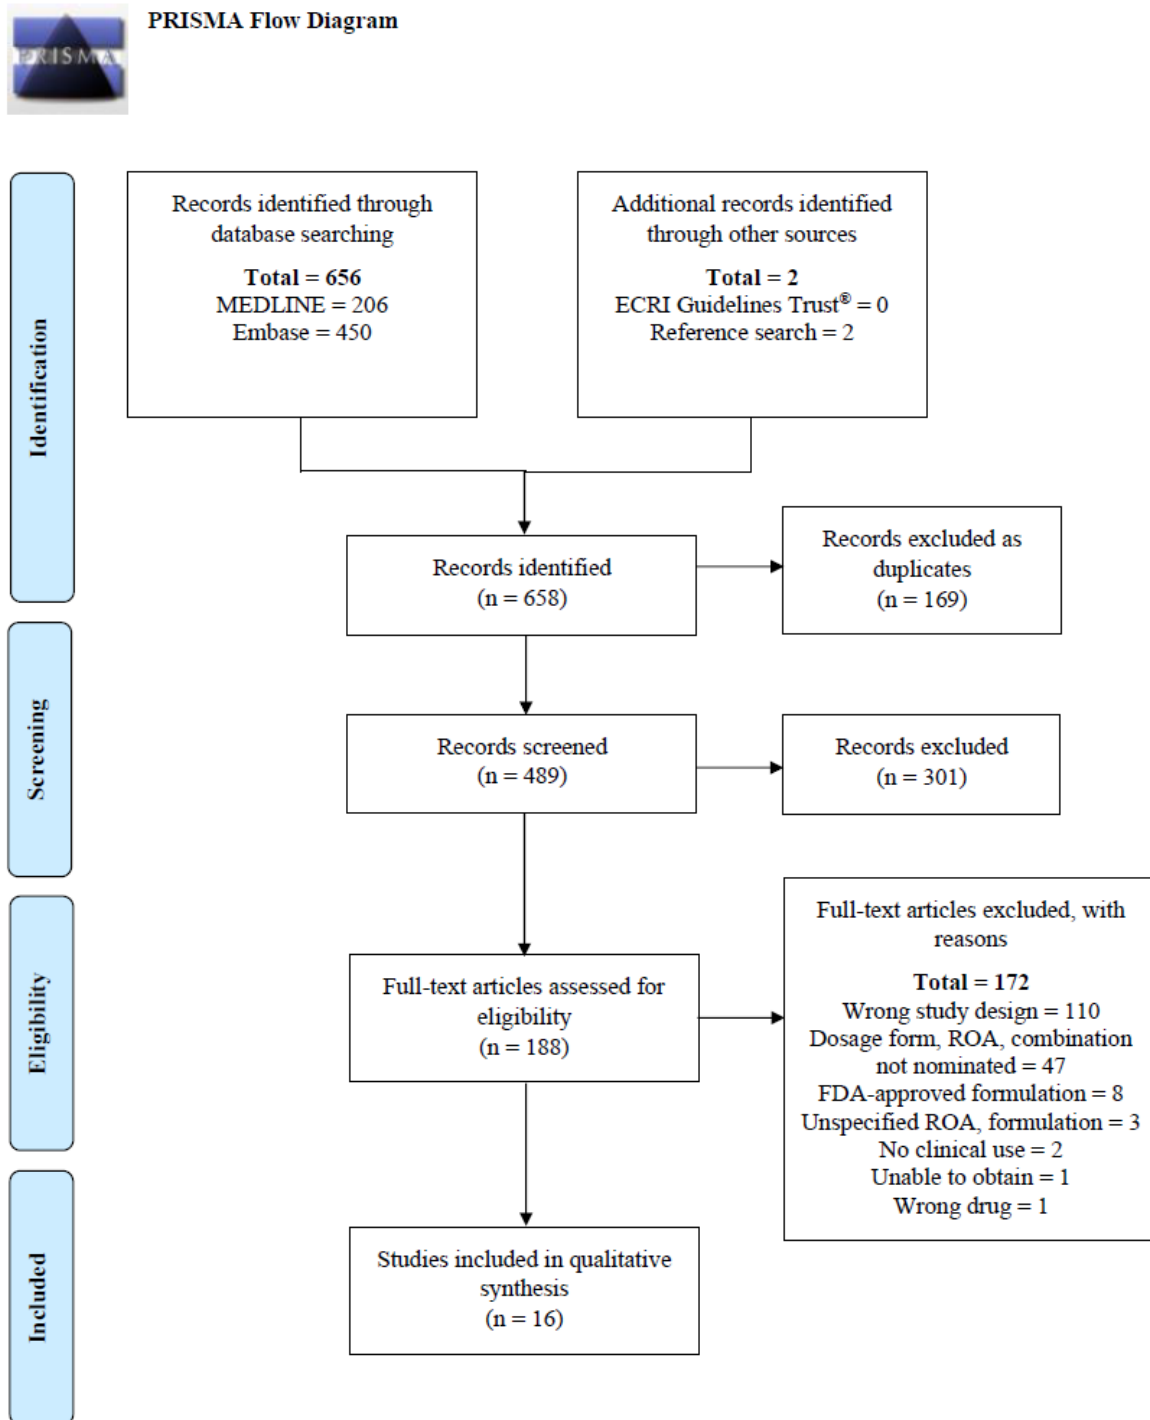 PRISMA
PRISMA Flow Diagram
Identification
Records identified through
database searching
Total = 656
MEDLINE = 206
Embase = 450
Additional records identified
through other sources
Total = 2
ECRI Guidelines Trust® = 0
Reference search = 2
Records identified
(n = 658)
Records excluded as
duplicates
(n = 169)
Screening
Records screened
(n = 489)
Records excluded
(n = 301)
Eligibility
Full-text articles assessed for
eligibility
(n = 188)
Full-text articles excluded, with
reasons
Total = 172
Wrong study design = 110
Dosage form, ROA, combination
not nominated = 47
FDA-approved formulation = 8
Unspecified ROA, formulation = 3
No clinical use = 2
Unable to obtain = 1
Wrong drug = 1
Included
Studies included in qualitative
synthesis
(n = 16)